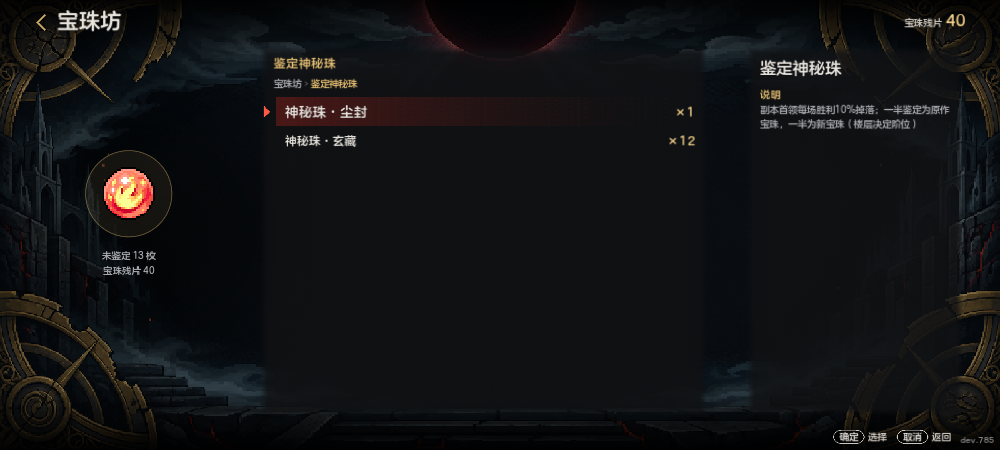 宝珠坊
宝珠残片 40
鉴定神秘珠
宝珠坊 › 鉴定神秘珠
神秘珠・尘封 ×1
神秘珠・玄藏 ×12
未鉴定 13 枚
宝珠残片 40
鉴定神秘珠
说明
副本首领每场胜利10%掉落；一半鉴定为原作
宝珠，一半为新宝珠（楼层决定阶位）
确定 选择 取消 返回 dev.785